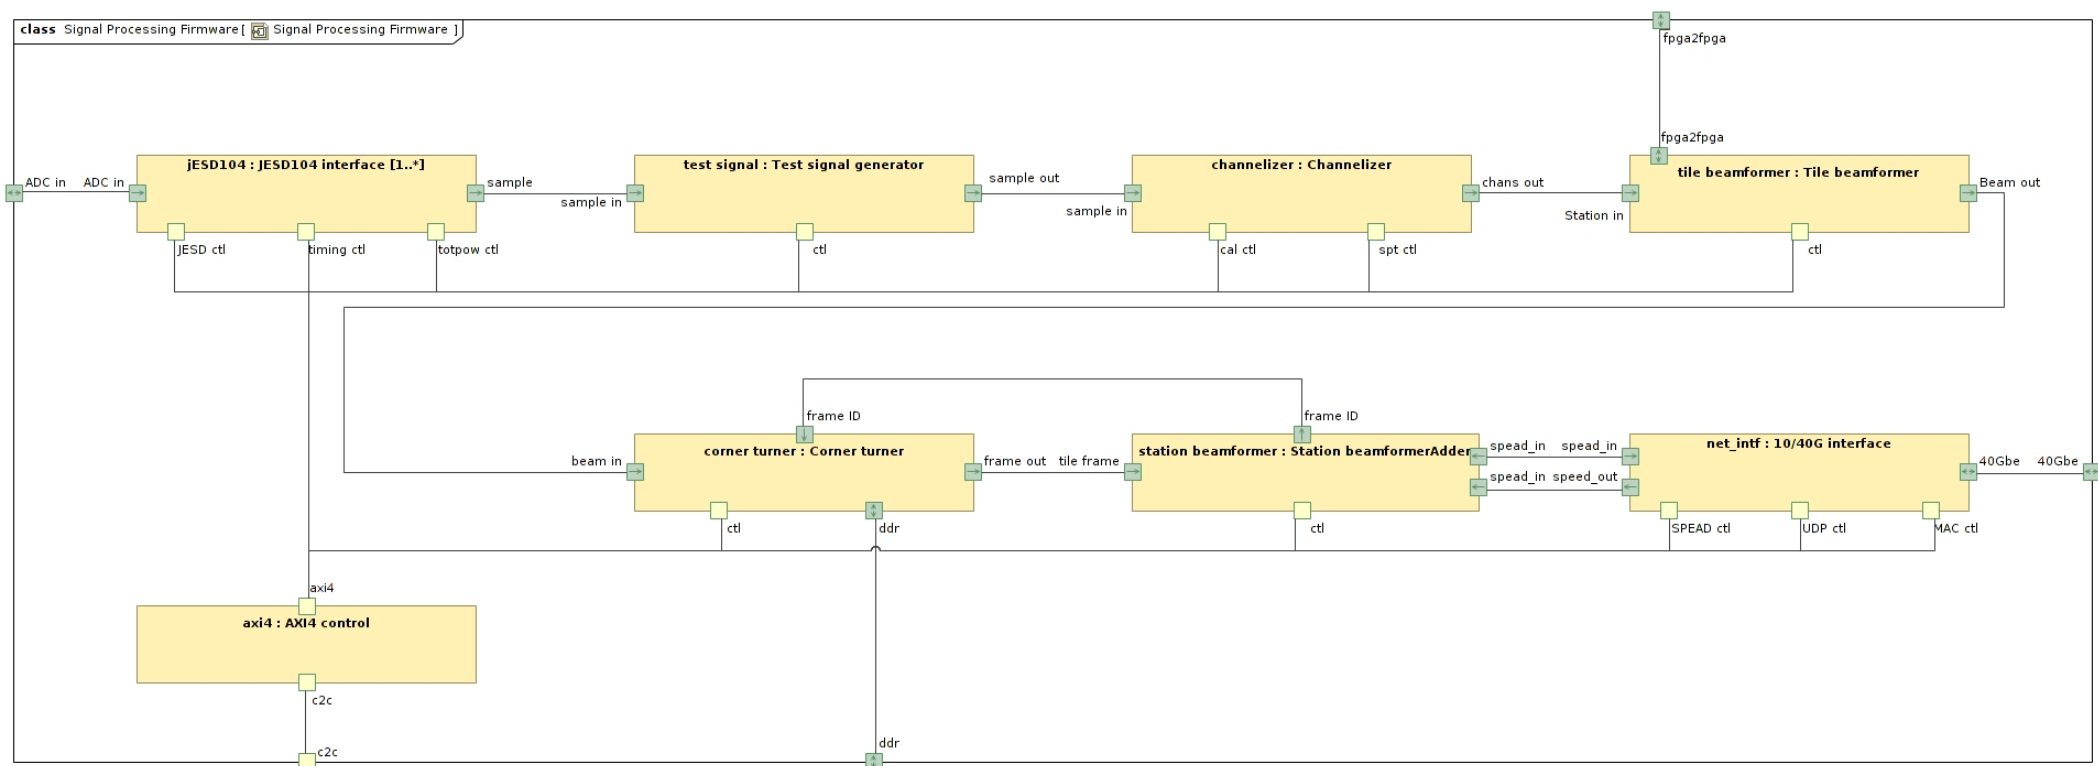 class Signal Processing Firmware[ Signal Processing Firmware ]
fpga2fpga
fpga2fpga
jESD104 : JESD104 interface [1..*]
test signal : Test signal generator
channelizer : Channelizer
tile beamformer : Tile beamformer
ADC in
ADC in
sample
sample in
sample out
sample in
chans out
Station in
Beam out
JESD ctl
timing ctl
totpow ctl
ctl
cal ctl
spt ctl
ctl
frame ID
frame ID
corner turner : Corner turner
station beamformer : Station beamformerAdder
net_intf : 10/40G interface
beam in
frame out
tile frame
spead_in
spead_in
spead_in
speed_out
40Gbe
40Gbe
ctl
ddr
ctl
SPEAD ctl
UDP ctl
MAC ctl
axi4
axi4 : AXI4 control
c2c
c2c
ddr